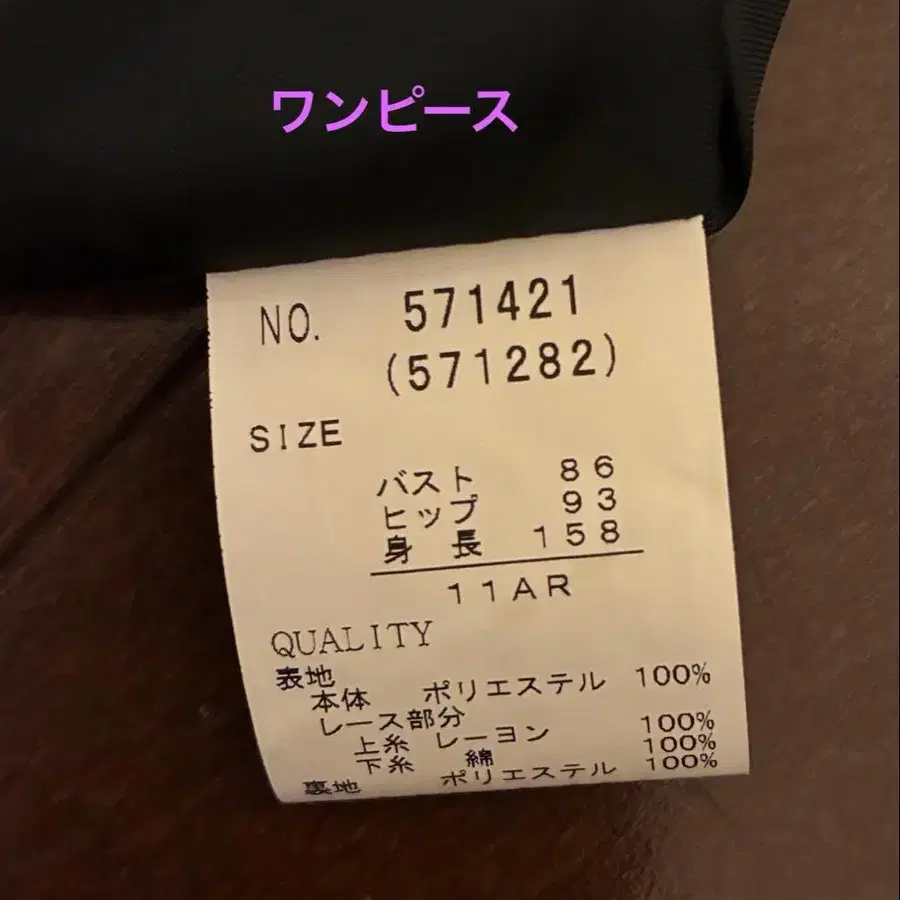 ワンピース
NO. 571421
(571282)
SIZE
バスト 86
ヒップ 93
身 長 158
11AR
QUALITY
表地
本体 ポリエステル 100%
レース部分
上糸 レーヨン 100%
下糸 綿 100%
裏地 ポリエステル 100%